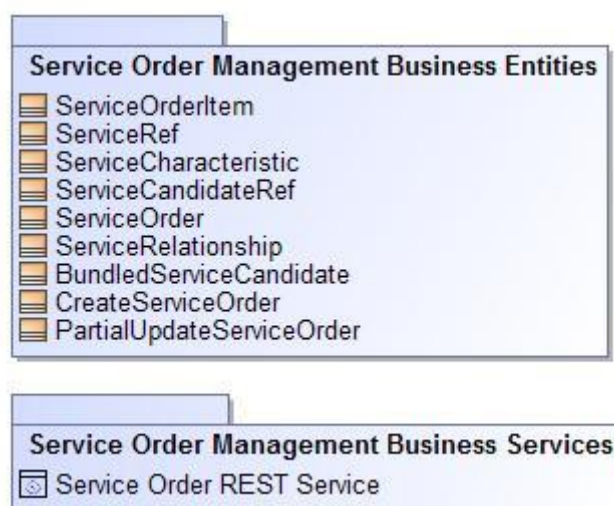 Service Order Management Business Entities
ServiceOrderItem
ServiceRef
ServiceCharacteristic
ServiceCandidateRef
ServiceOrder
ServiceRelationship
BundledServiceCandidate
CreateServiceOrder
PartialUpdateServiceOrder
Service Order Management Business Services
Service Order REST Service